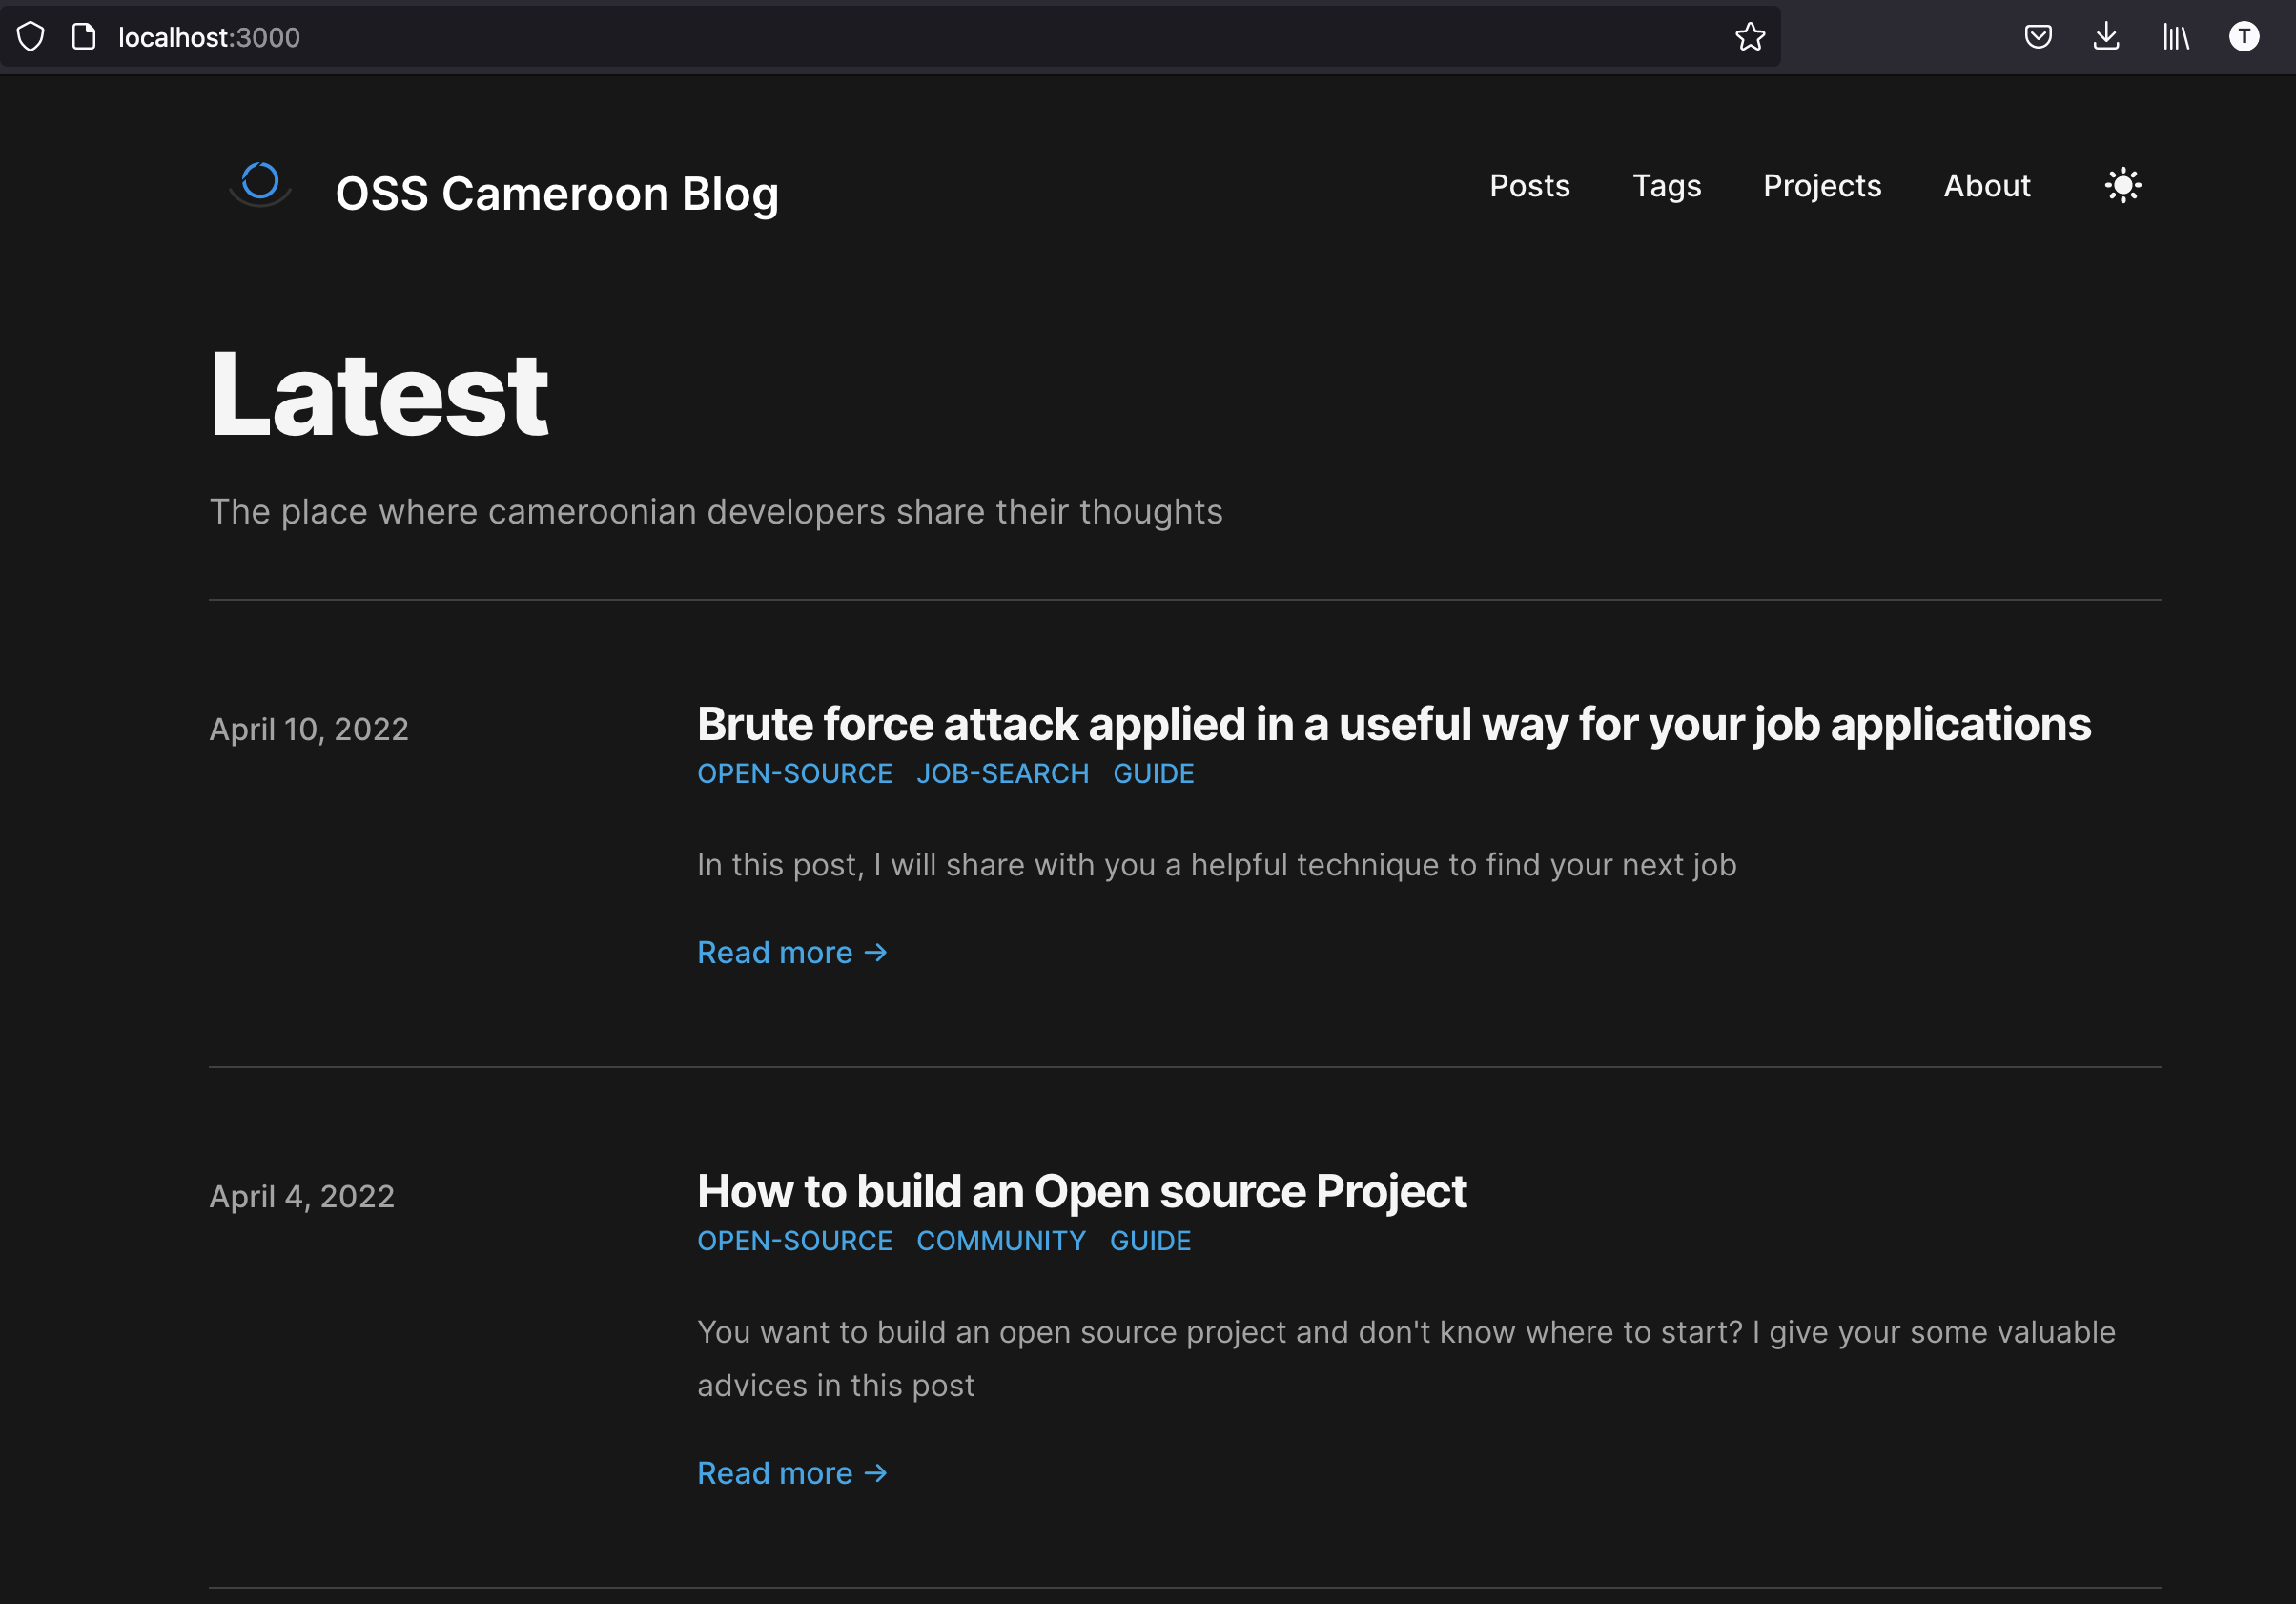 localhost:3000
T
OSS Cameroon Blog
Posts Tags Projects About
Latest
The place where cameroonian developers share their thoughts
April 10, 2022
Brute force attack applied in a useful way for your job applications
OPEN-SOURCE JOB-SEARCH GUIDE
In this post, I will share with you a helpful technique to find your next job
Read more →
April 4, 2022
How to build an Open source Project
OPEN-SOURCE COMMUNITY GUIDE
You want to build an open source project and don't know where to start? I give your some valuable
advices in this post
Read more →